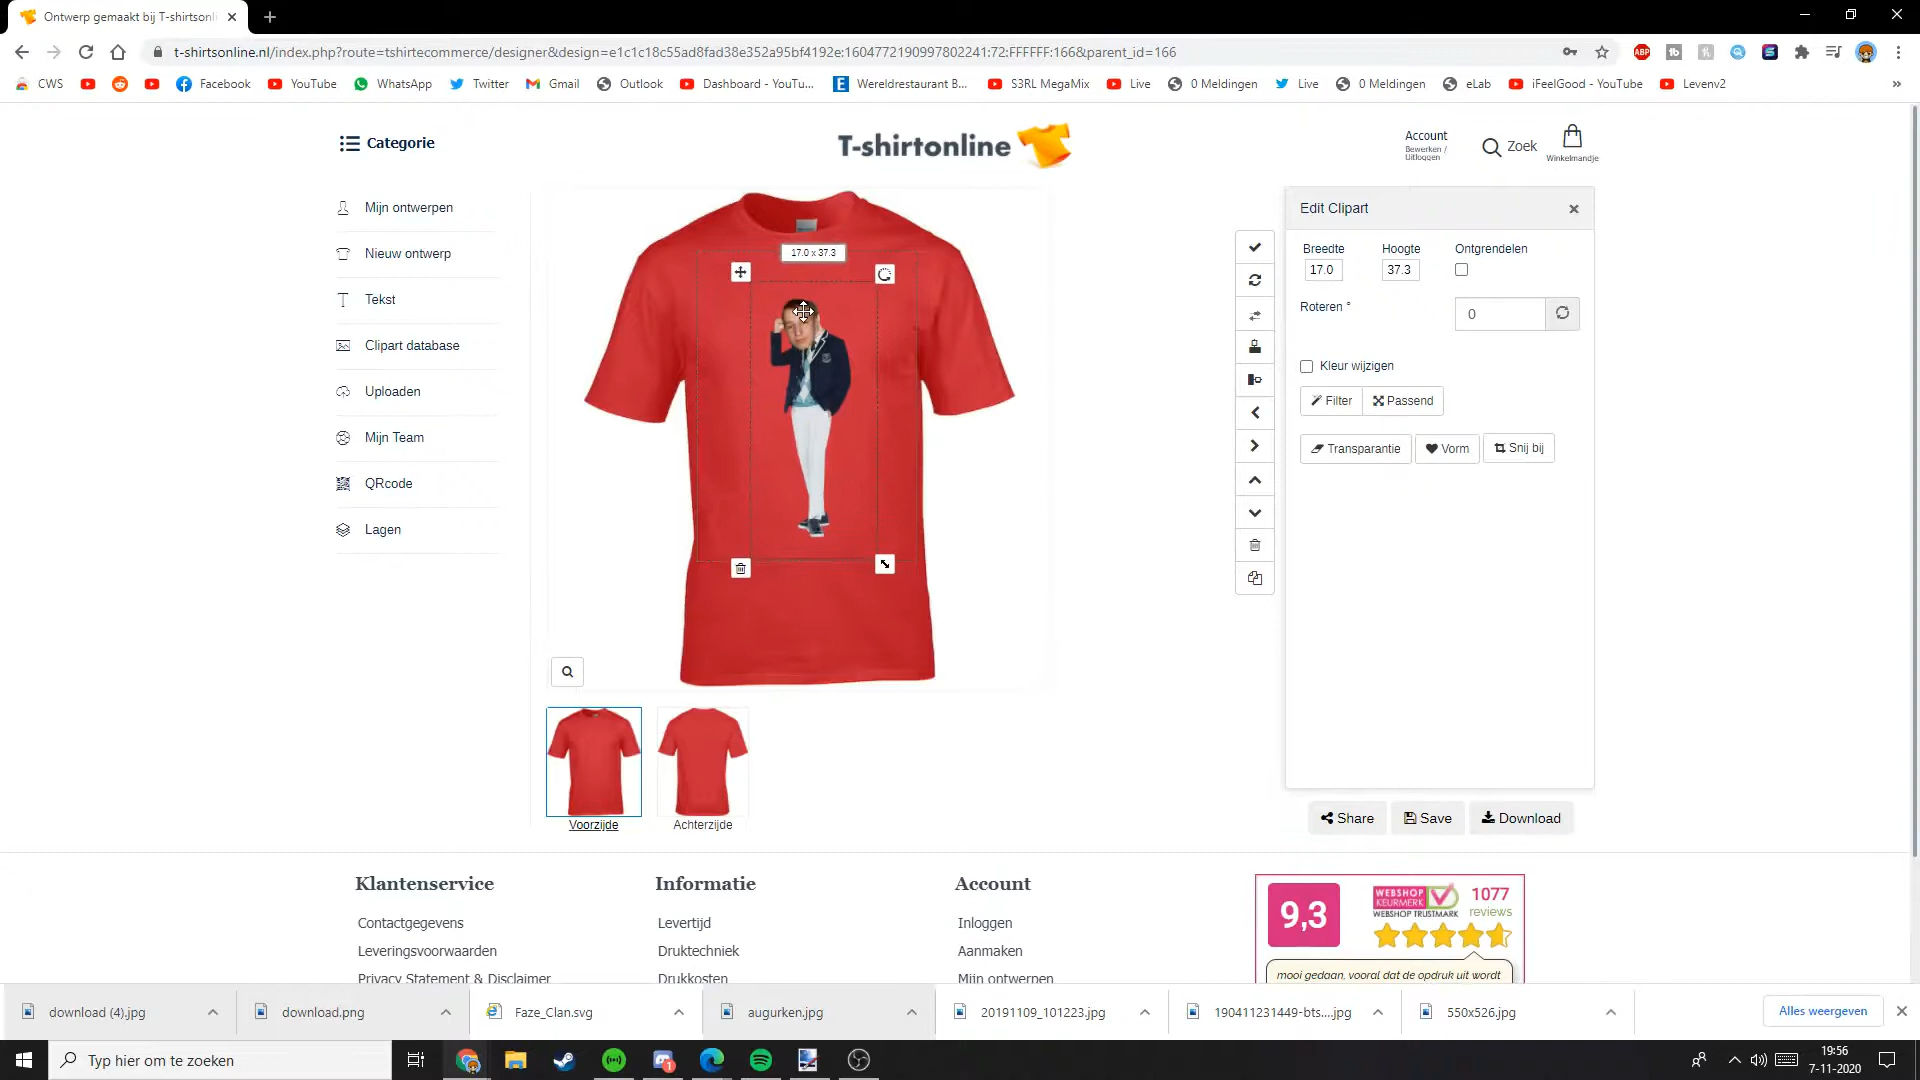 Ontwerp gemaakt bij T-shirtsonli
t-shirtsonline.nl/index.php?route=tshirtecommerce/designer&design=e1c1c18c55ad8fad38e352a95bf4192e:1604772190997802241:72:FFFFFF:166&parent_id=166
CWS Facebook YouTube WhatsApp Twitter Gmail Outlook Dashboard - YouTu... Wereldrestaurant B... S3RL MegaMix Live 0 Meldingen Live 0 Meldingen eLab iFeelGood - YouTube Levenv2
Categorie
T-shirtonline
Account
Bewerken /
Uitloggen
Zoek
Winkelmandje
Mijn ontwerpen
Nieuw ontwerp
Tekst
Clipart database
Uploaden
Mijn Team
QRcode
Lagen
17.0 x 37.3
Voorzijde
Achterzijde
Edit Clipart
Breedte Hoogte Ontgrendelen
17.0 37.3
Roteren °
0
Kleur wijzigen
Filter Passend
Transparantie Vorm Snij bij
Share Save Download
Klantenservice
Contactgegevens
Leveringsvoorwaarden
Privacy Statement & Disclaimer
Informatie
Levertijd
Druktechniek
Drukkosten
Account
Inloggen
Aanmaken
Mijn ontwerpen
9,3
WEBSHOP
KEURMERK
WEBSHOP TRUSTMARK
1077
reviews
mooi gedaan, vooral dat de opdruk uit wordt
download (4).jpg
download.png
Faze_Clan.svg
augurken.jpg
20191109_101223.jpg
190411231449-bts....jpg
550x526.jpg
Alles weergeven
Typ hier om te zoeken
19:56
7-11-2020